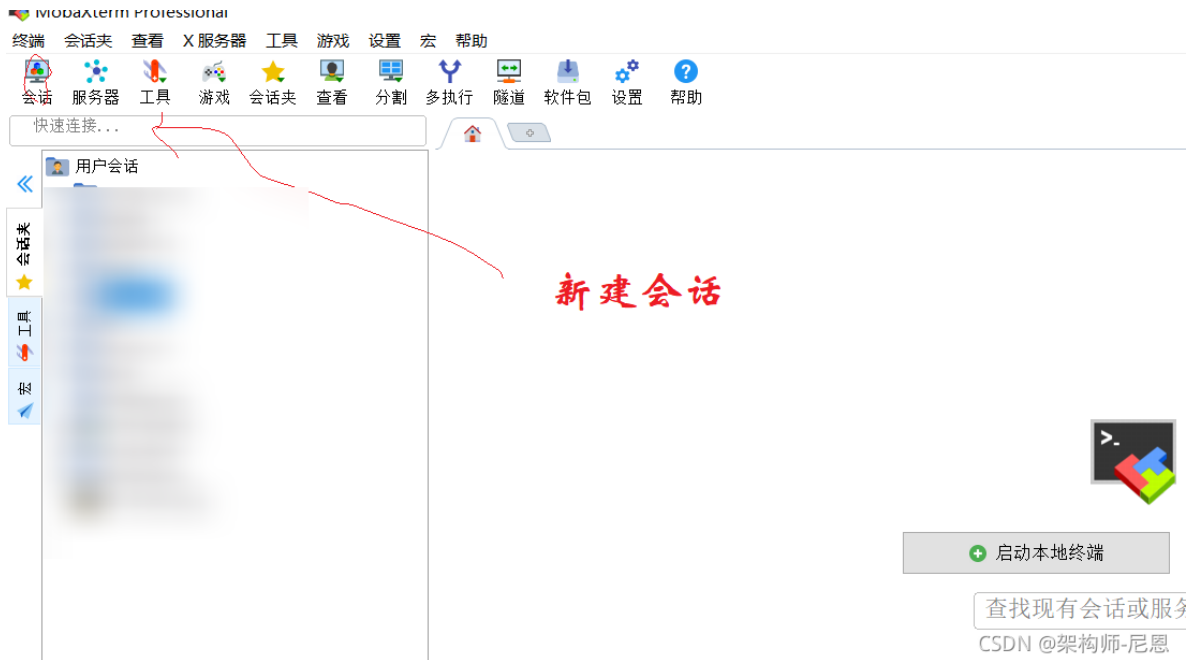 MobaXterm Professional
终端 会话夹 查看 X 服务器 工具 游戏 设置 宏 帮助
会话 服务器 工具 游戏 会话夹 查看 分割 多执行 隧道 软件包 设置 帮助
快速连接...
用户会话
会话夹
工具
宏
新建会话
>_
启动本地终端
查找现有会话或服务
CSDN @架构师-尼恩